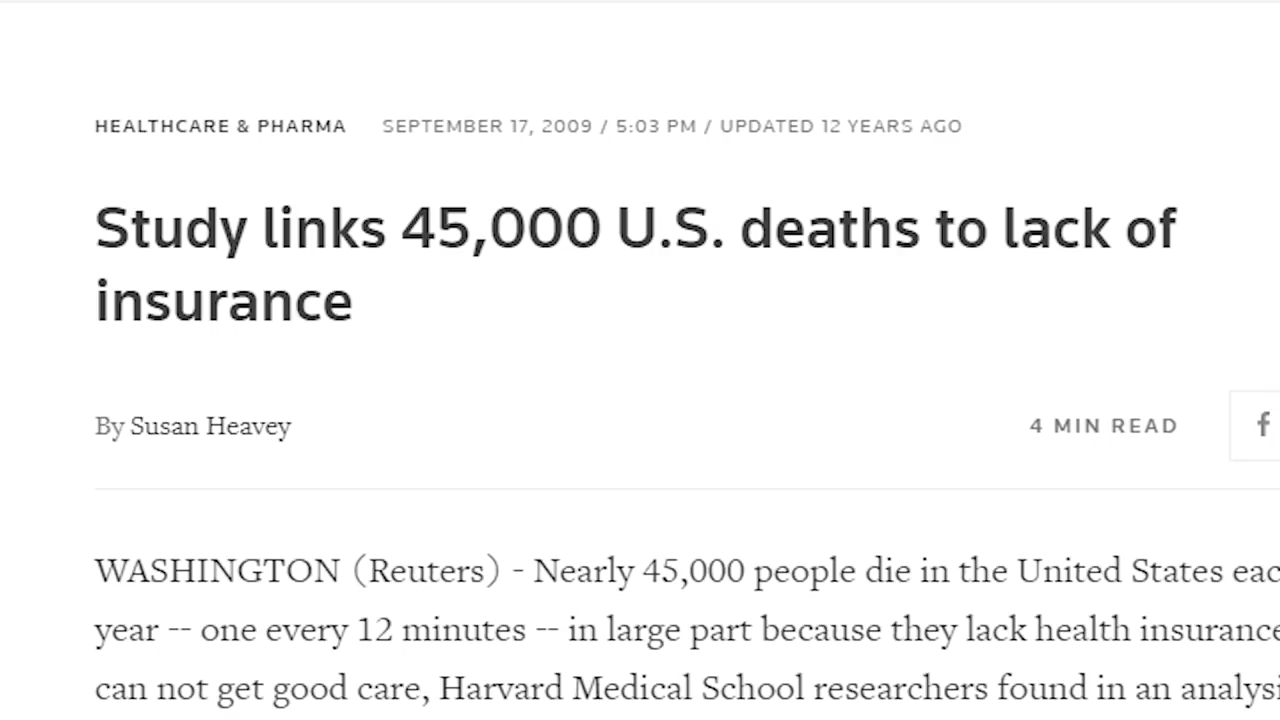 HEALTHCARE & PHARMA SEPTEMBER 17, 2009 / 5:03 PM / UPDATED 12 YEARS AGO
Study links 45,000 U.S. deaths to lack of
insurance
By Susan Heavey 4 MIN READ f
WASHINGTON (Reuters) - Nearly 45,000 people die in the United States eac
year -- one every 12 minutes -- in large part because they lack health insurance
can not get good care, Harvard Medical School researchers found in an analysi